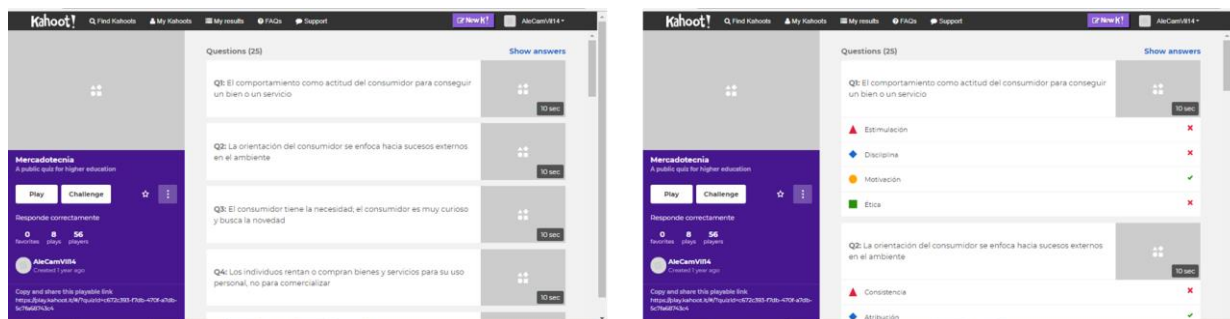 Kahoot! Find Kahoots My Kahoots My results FAQs Support New K! AleCamVill14
Questions (25) Show answers
Q1: El comportamiento como actitud del consumidor para conseguir
un bien o un servicio
10 sec
Q2: La orientación del consumidor se enfoca hacia sucesos externos
en el ambiente
10 sec
Q3: El consumidor tiene la necesidad; el consumidor es muy curioso
y busca la novedad
10 sec
Q4: Los individuos rentan o compran bienes y servicios para su uso
personal, no para comercializar
10 sec
Mercadotecnia
A public quiz for higher education
Play Challenge
Responde correctamente
0 8 56
favorites plays players
AleCamVill14
Created 1 year ago
Copy and share this playable link
Kahoot! Find Kahoots My Kahoots My results FAQs Support New K! AleCamVill14
Questions (25) Show answers
Q1: El comportamiento como actitud del consumidor para conseguir
un bien o un servicio
10 sec
Estimulación
Disciplina
Motivación
Ética
Q2: La orientación del consumidor se enfoca hacia sucesos externos
en el ambiente
10 sec
Consistencia
Atribución
Mercadotecnia
A public quiz for higher education
Play Challenge
Responde correctamente
0 8 56
favorites plays players
AleCamVill14
Created 1 year ago
Copy and share this playable link